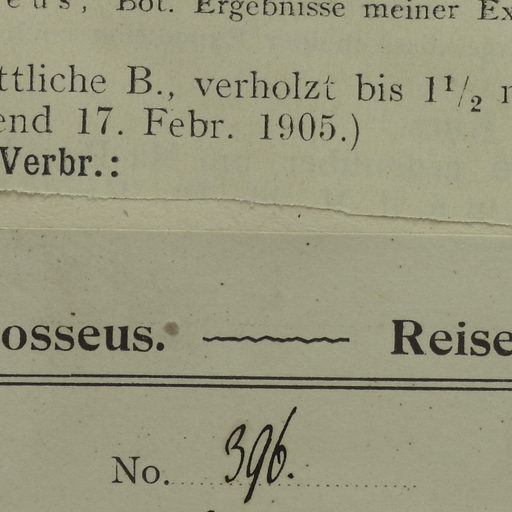 Bot. Ergebnisse meiner Ex
ttliche B., verholzt bis 1½
end 17. Febr. 1905.)
Verbr.:
osseus. Reise
No. 396.